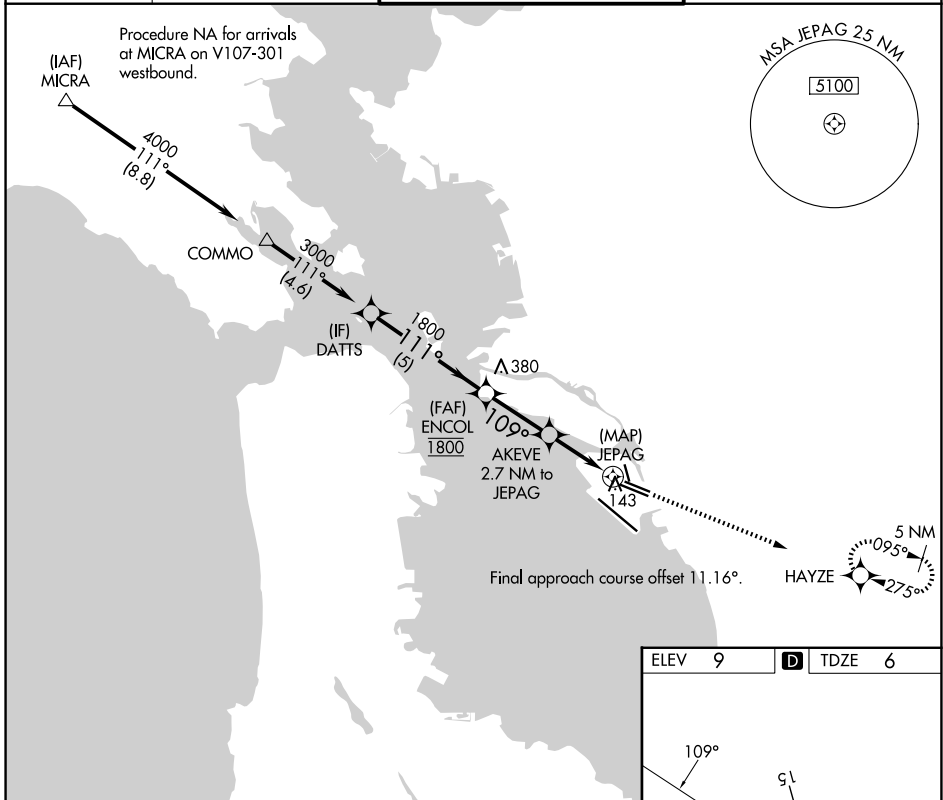 Procedure NA for arrivals
at MICRA on V107-301
westbound.
(IAF)
MICRA
MSA JEPAG 25 NM
5100
4000
111°
(8.8)
COMMO
3000
111°
(4.6)
(IF)
DATTS
1800
111°
(5)
380
(FAF)
ENCOL
1800
109°
AKEVE
2.7 NM to
JEPAG
(MAP)
JEPAG
143
5 NM
095°
HAYZE
275°
Final approach course offset 11.16°.
ELEV 9 D TDZE 6
109°
15